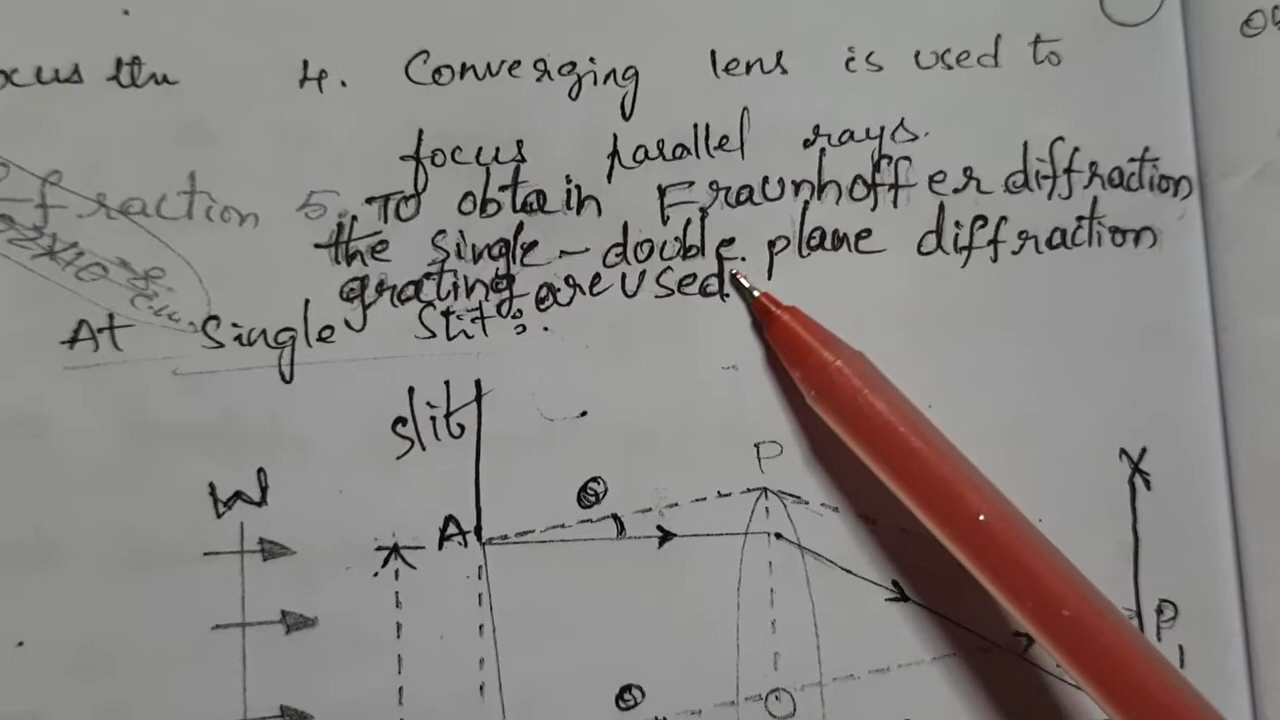 ocus the
4. Converging lens is used to
focus parallel rays.
fraction
5. To obtain Fraunhoffer diffraction
the single - double. plane diffraction
grating are used.
At Single Slit:
slit
P
W
X
A
P1
O